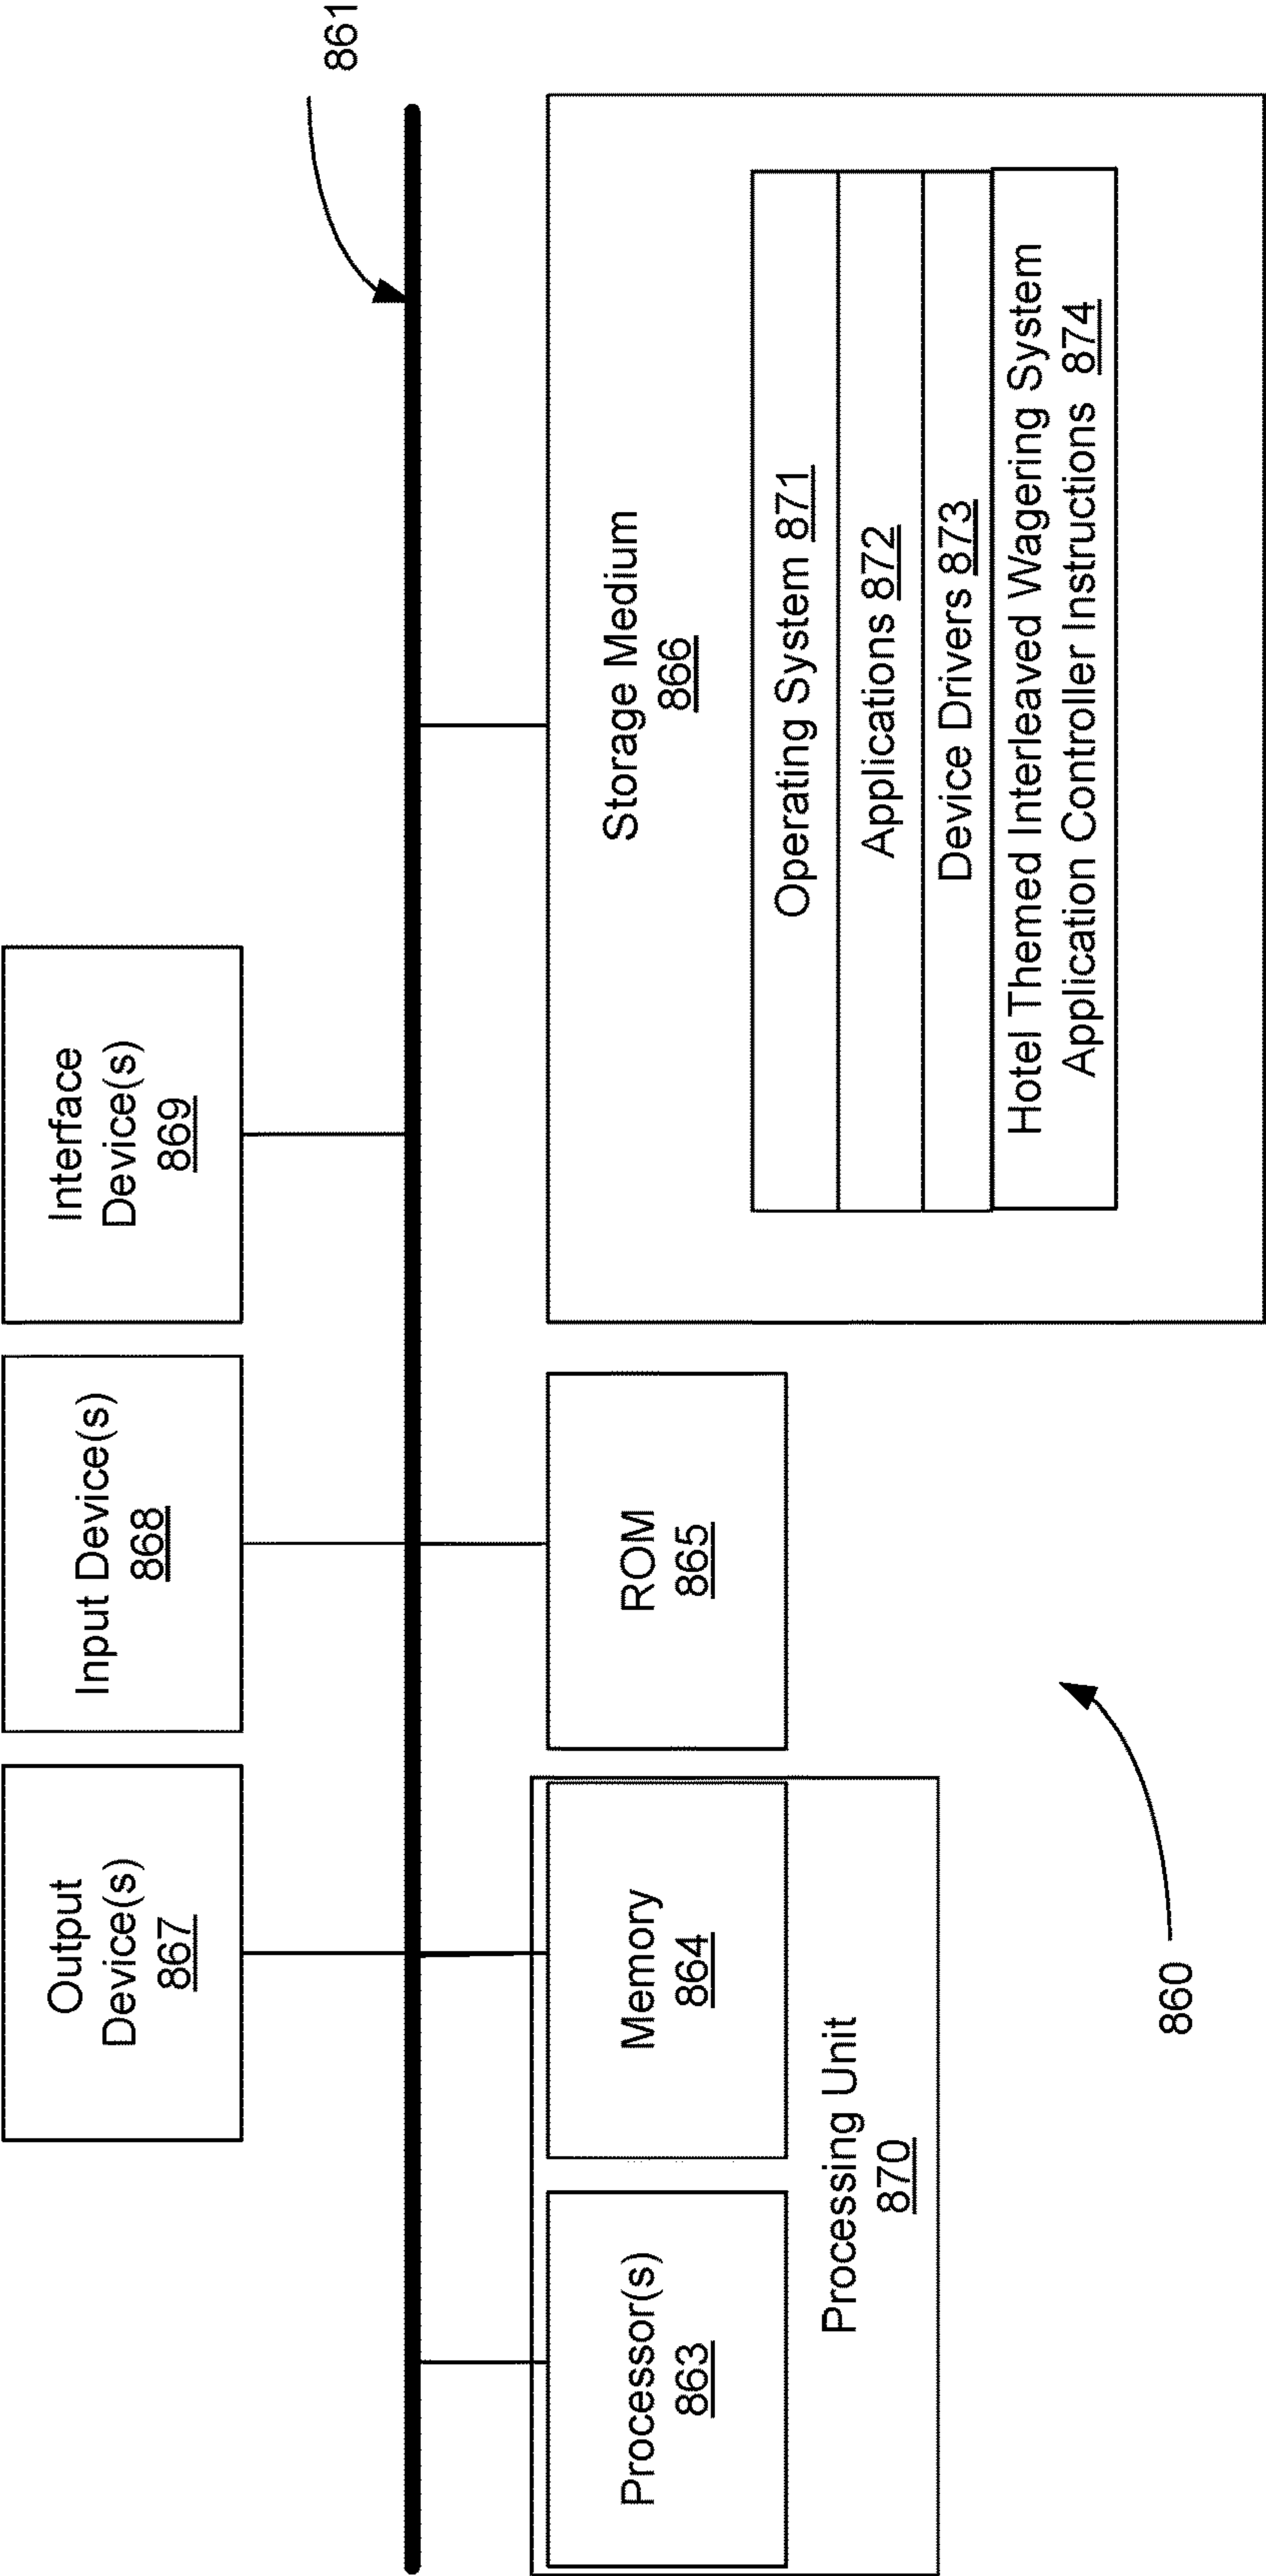 861
Output
Device(s)
867
Input Device(s)
868
Interface
Device(s)
869
Processor(s)
863
Memory
864
Processing Unit
870
ROM
865
Storage Medium
866
Operating System 871
Applications 872
Device Drivers 873
Hotel Themed Interleaved Wagering System
Application Controller Instructions 874
860